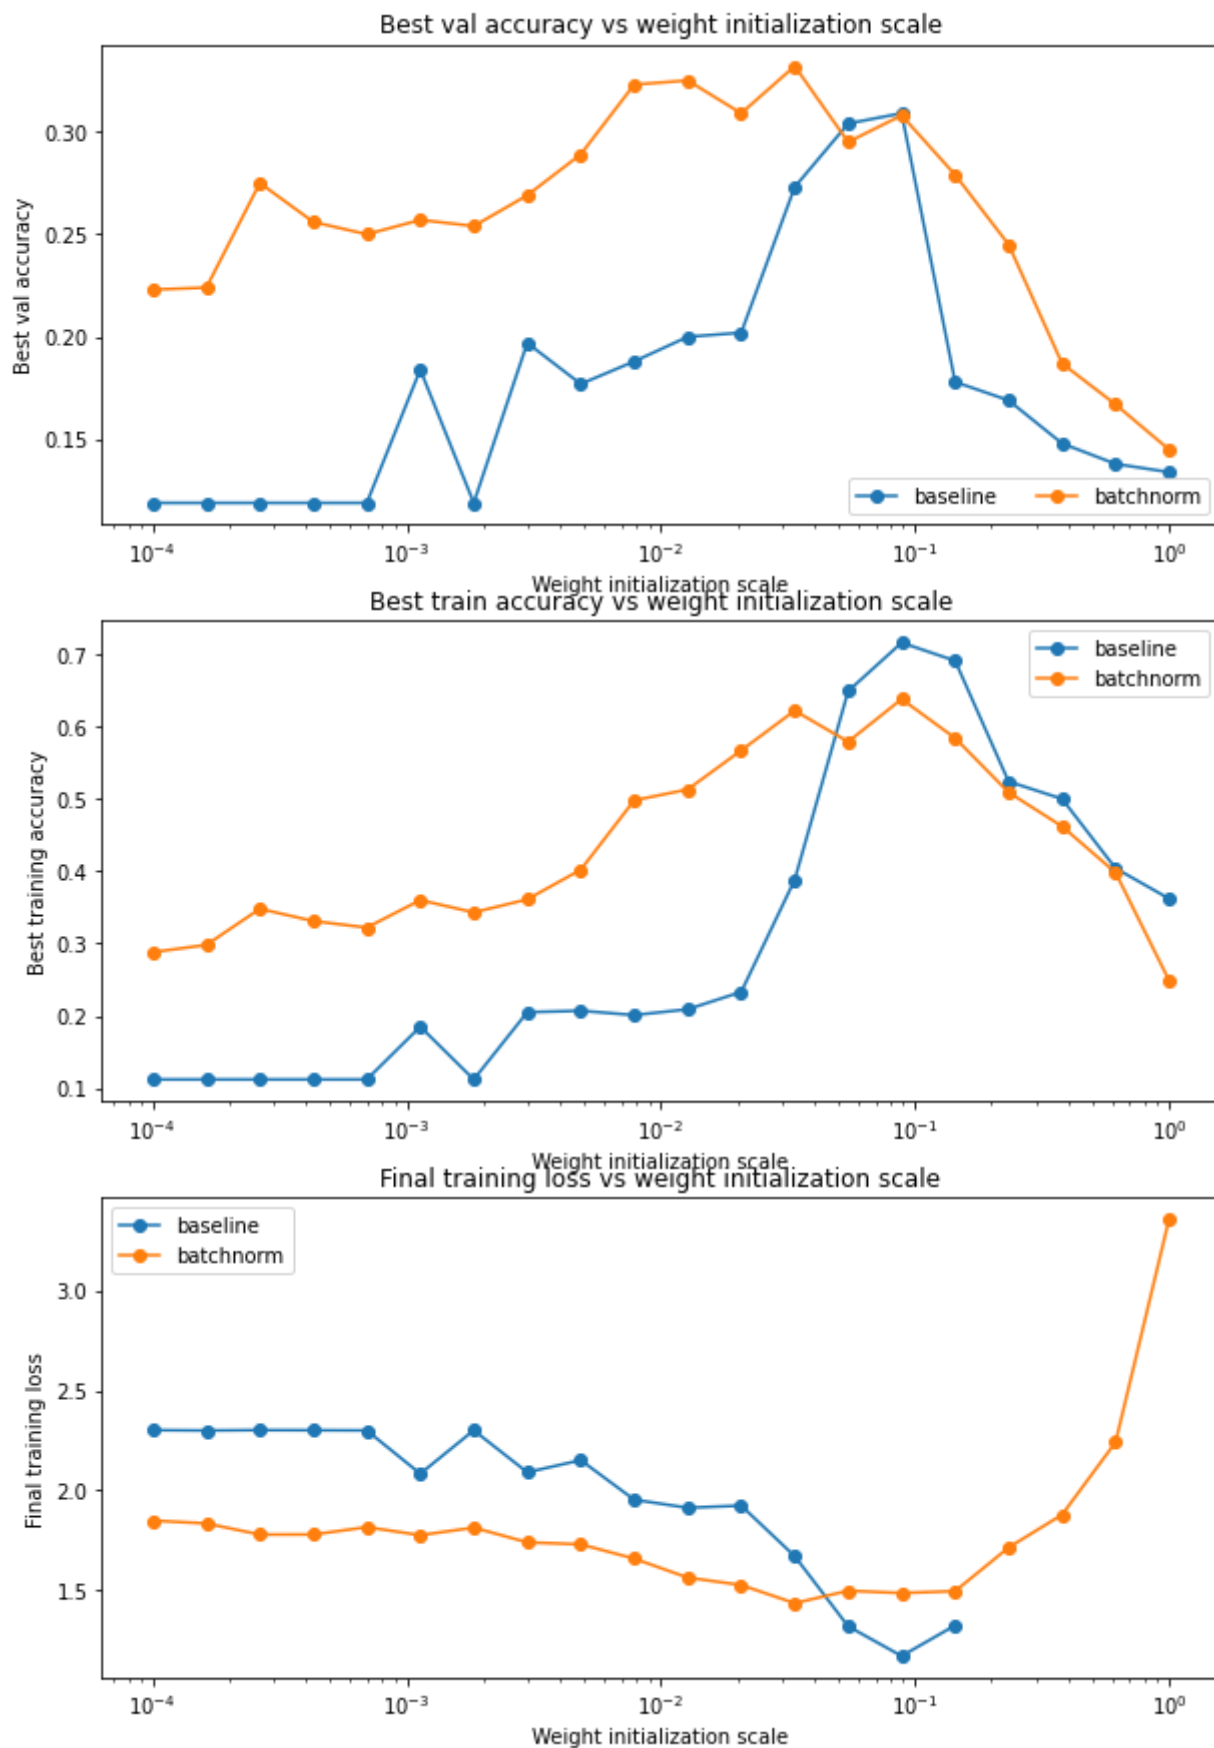 Best val accuracy vs weight initialization scale
Best val accuracy
0.30
0.25
0.20
0.15
baseline batchnorm
10⁻⁴ 10⁻³ 10⁻² 10⁻¹ 10⁰
Weight initialization scale
Best train accuracy vs weight initialization scale
Best training accuracy
0.7
0.6
0.5
0.4
0.3
0.2
0.1
baseline
batchnorm
10⁻⁴ 10⁻³ 10⁻² 10⁻¹ 10⁰
Weight initialization scale
Final training loss vs weight initialization scale
Final training loss
baseline
batchnorm
3.0
2.5
2.0
1.5
10⁻⁴ 10⁻³ 10⁻² 10⁻¹ 10⁰
Weight initialization scale